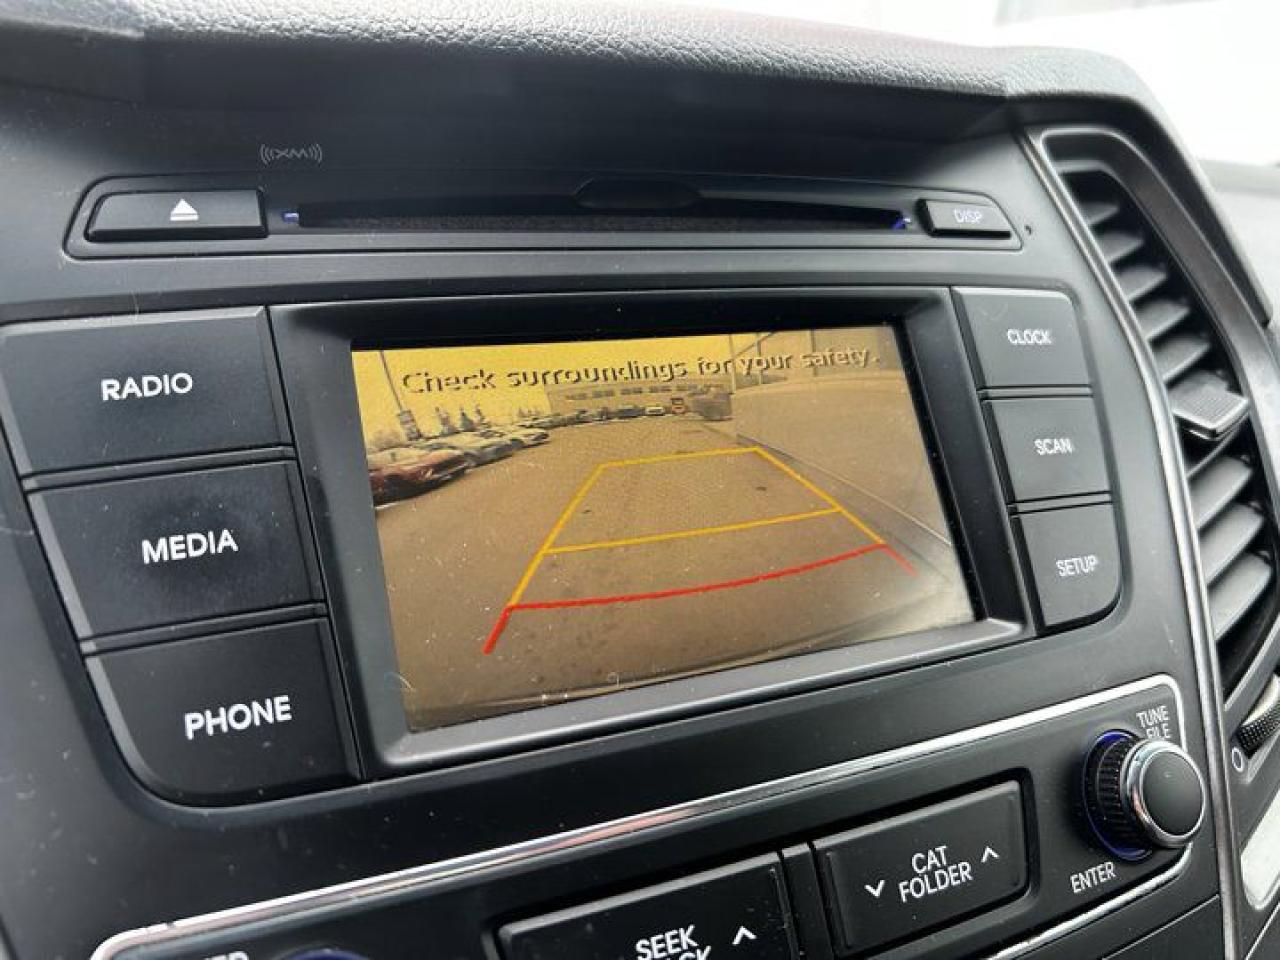 ((XM))
DISP
RADIO
MEDIA
PHONE
Check surroundings for your safety.
CLOCK
SCAN
SETUP
TUNE
FILE
ENTER
CAT
FOLDER
SEEK